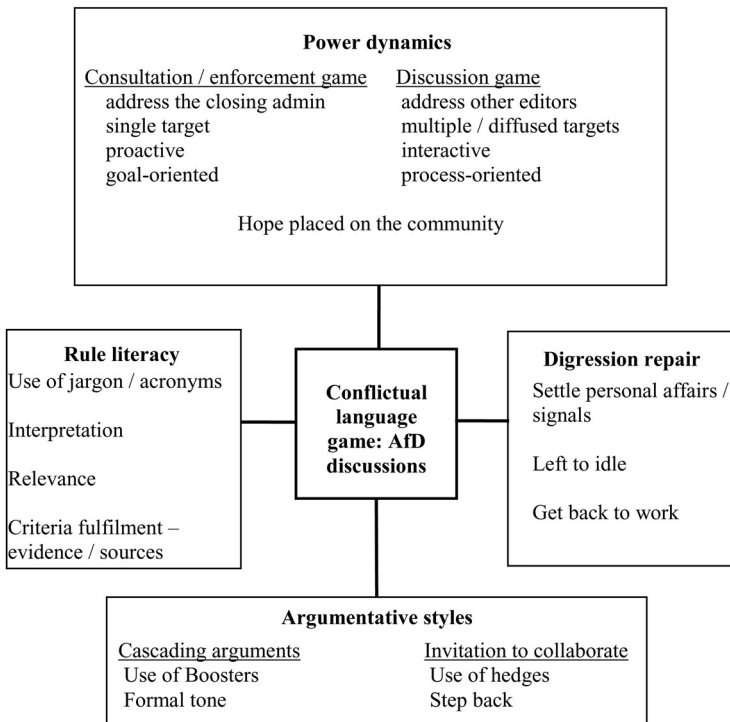 Power dynamics
Consultation / enforcement game
address the closing admin
single target
proactive
goal-oriented
Discussion game
address other editors
multiple / diffused targets
interactive
process-oriented
Hope placed on the community
Rule literacy
Use of jargon / acronyms
Interpretation
Relevance
Criteria fulfilment –
evidence / sources
Conflictual
language
game: AfD
discussions
Digression repair
Settle personal affairs /
signals
Left to idle
Get back to work
Argumentative styles
Cascading arguments
Use of Boosters
Formal tone
Invitation to collaborate
Use of hedges
Step back